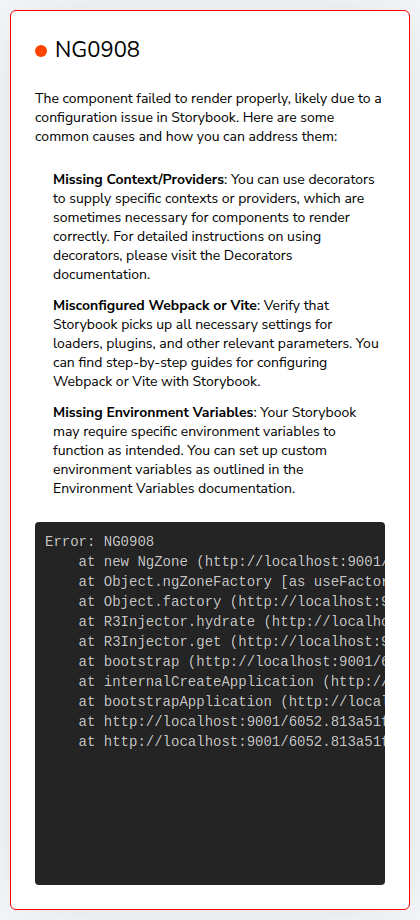 NG0908
The component failed to render properly, likely due to a
configuration issue in Storybook. Here are some
common causes and how you can address them:
Missing Context/Providers: You can use decorators
to supply specific contexts or providers, which are
sometimes necessary for components to render
correctly. For detailed instructions on using
decorators, please visit the Decorators
documentation.
Misconfigured Webpack or Vite: Verify that
Storybook picks up all necessary settings for
loaders, plugins, and other relevant parameters. You
can find step-by-step guides for configuring
Webpack or Vite with Storybook.
Missing Environment Variables: Your Storybook
may require specific environment variables to
function as intended. You can set up custom
environment variables as outlined in the
Environment Variables documentation.
Error: NG0908
at new NgZone (http://localhost:9001/
at Object.ngZoneFactory [as useFactor
at Object.factory (http://localhost:9
at R3Injector.hydrate (http://localho
at R3Injector.get (http://localhost:9
at bootstrap (http://localhost:9001/6
at internalCreateApplication (http://
at bootstrapApplication (http://local
at http://localhost:9001/6052.813a51f
at http://localhost:9001/6052.813a51f